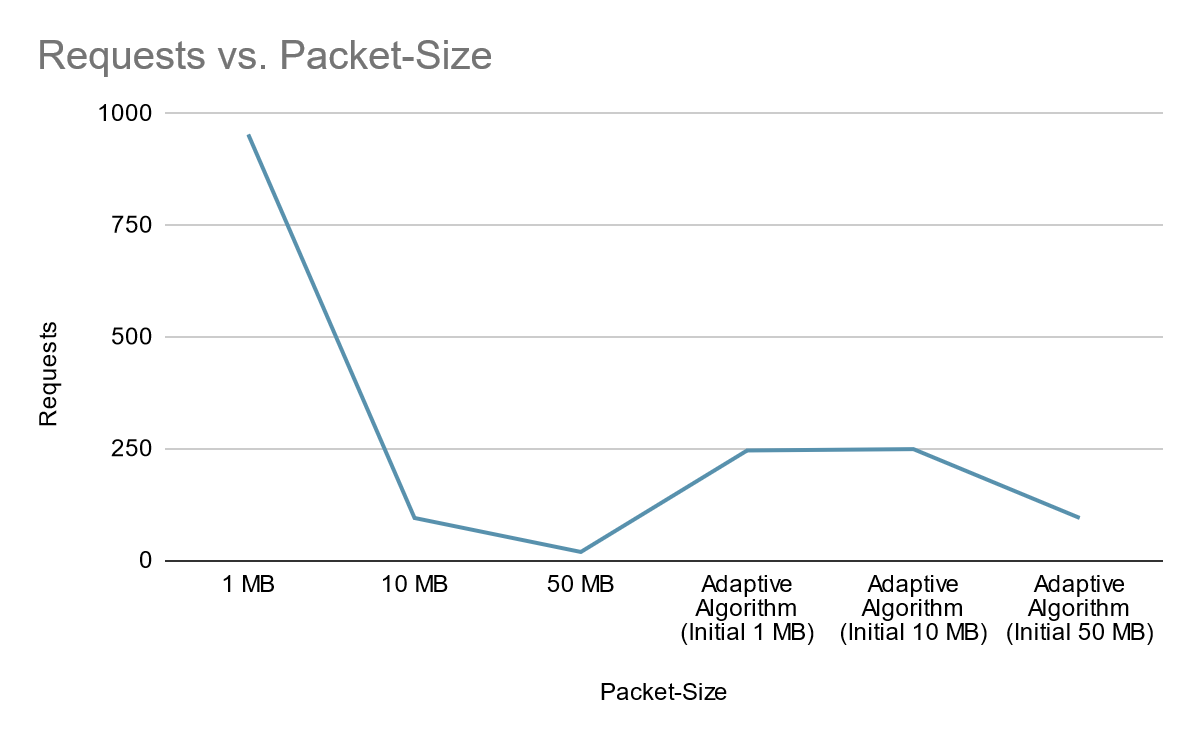 Requests vs. Packet-Size
1000
750
500
250
0
Requests
1 MB
10 MB
50 MB
Adaptive
Algorithm
(Initial 1 MB)
Adaptive
Algorithm
(Initial 10 MB)
Adaptive
Algorithm
(Initial 50 MB)
Packet-Size